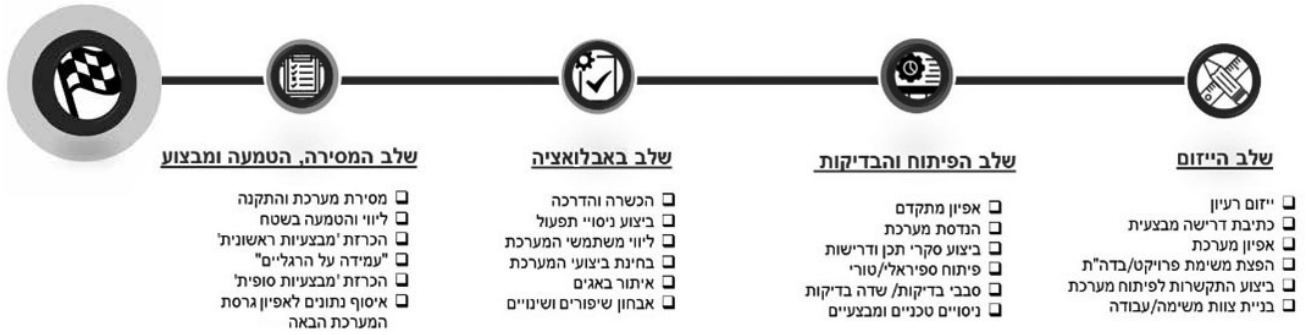 שלב הייזום
ייזום רעיון
כתיבת דרישה מבצעית
אפיון מערכת
הפצת משימת פרויקט/בדה"ת
ביצוע התקשרות לפיתוח מערכת
בניית צוות משימה/עבודה
שלב הפיתוח והבדיקות
אפיון מתקדם
הנדסת מערכת
ביצוע סקרי תכן ודרישות
פיתוח ספיראלי/טורי
סבבי בדיקות/ שדה בדיקות
ניסויים טכניים ומבצעיים
שלב באבלואציה
הכשרה והדרכה
ביצוע ניסויי תפעול
ליווי משתמשי המערכת
בחינת ביצועי המערכת
איתור באגים
אבחון שיפורים ושינויים
שלב המסירה, הטמעה ומבצוע
מסירת מערכת והתקנה
ליווי והטמעה בשטח
הכרזת 'מבצעיות ראשונית'
"עמידה על הרגליים"
הכרזת 'מבצעיות סופית'
איסוף נתונים לאפיון גרסת
המערכת הבאה